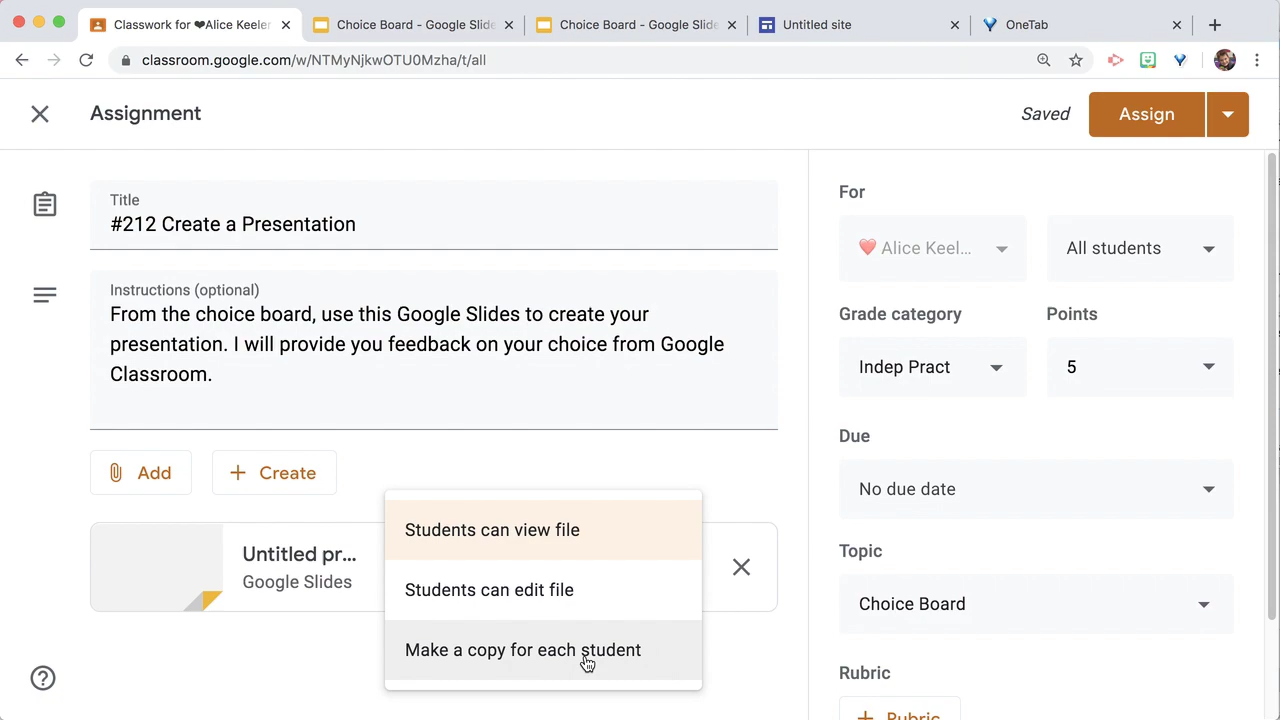 Classwork for ❤Alice Keeler
Choice Board - Google Slide
Choice Board - Google Slide
Untitled site
OneTab
classroom.google.com/w/NTMyNjkwOTU0Mzha/t/all
Assignment
Saved
Assign
Title
#212 Create a Presentation
Instructions (optional)
From the choice board, use this Google Slides to create your
presentation. I will provide you feedback on your choice from Google
Classroom.
Add
Create
Untitled pr...
Google Slides
Students can view file
Students can edit file
Make a copy for each student
For
❤️ Alice Keel...
All students
Grade category
Points
Indep Pract
5
Due
No due date
Topic
Choice Board
Rubric
Rubric